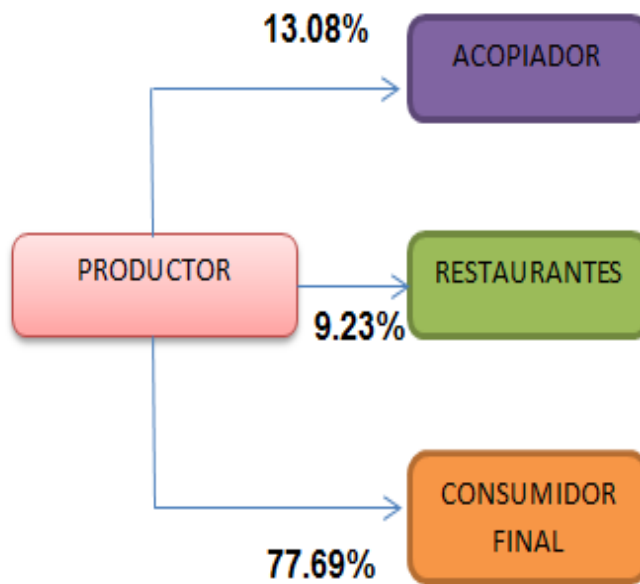 13.08%
ACOPIADOR
PRODUCTOR
RESTAURANTES
9.23%
CONSUMIDOR
FINAL
77.69%